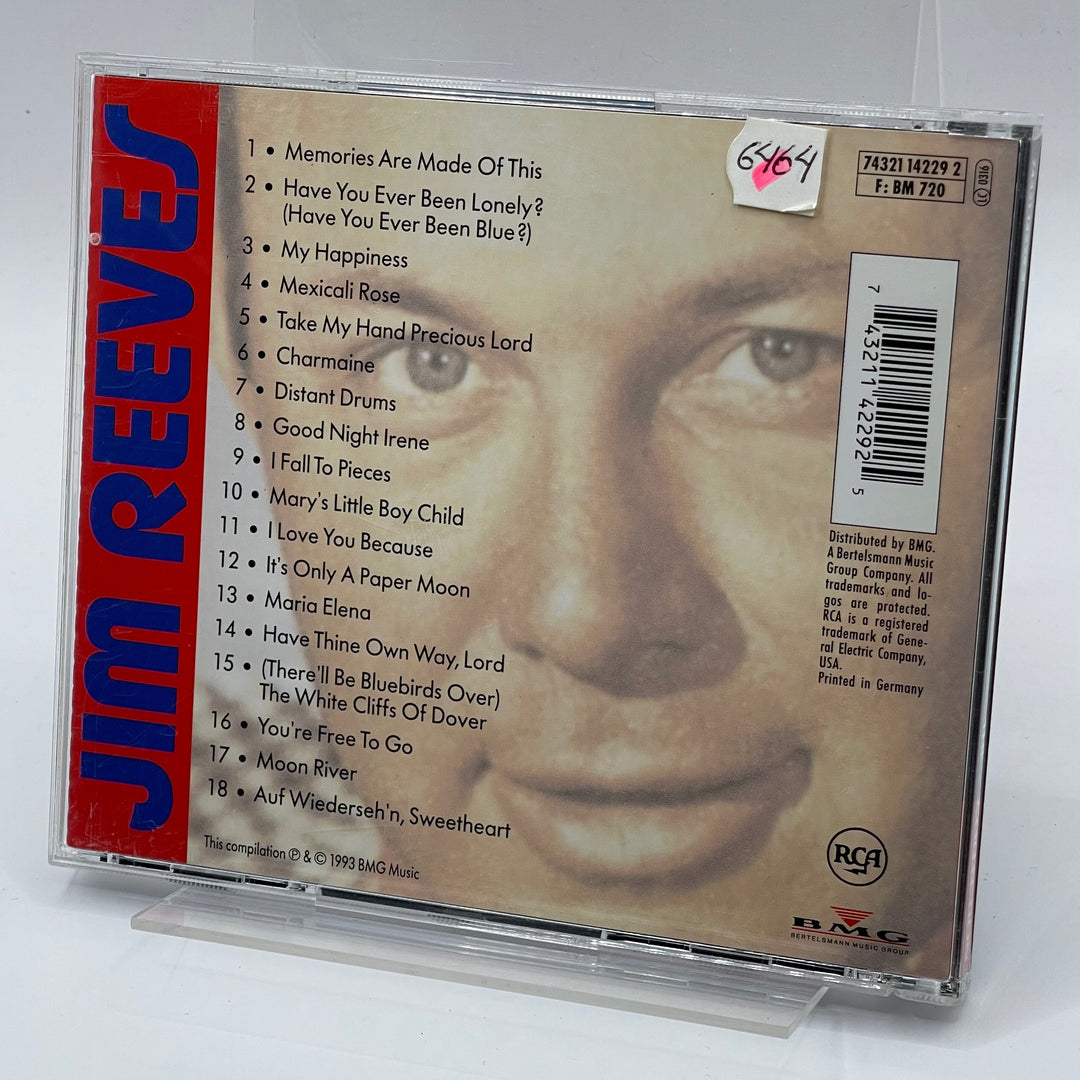 JIM REEVES
1 • Memories Are Made Of This
2 • Have You Ever Been Lonely?
(Have You Ever Been Blue?)
3 • My Happiness
4 • Mexicali Rose
5 • Take My Hand Precious Lord
6 • Charmaine
7 • Distant Drums
8 • Good Night Irene
9 • I Fall To Pieces
10 • Mary's Little Boy Child
11 • I Love You Because
12 • It's Only A Paper Moon
13 • Maria Elena
14 • Have Thine Own Way, Lord
15 • (There'll Be Bluebirds Over)
The White Cliffs Of Dover
16 • You're Free To Go
17 • Moon River
18 • Auf Wiederseh'n, Sweetheart
This compilation ℗ & © 1993 BMG Music
6464
74321 14229 2
F: BM 720
0316
7 43211 42292 5
Distributed by BMG.
A Bertelsmann Music
Group Company. All
trademarks and lo-
gos are protected.
RCA is a registered
trademark of Gene-
ral Electric Company,
USA.
Printed in Germany
RCA
BMG
BERTELSMANN MUSIC GROUP